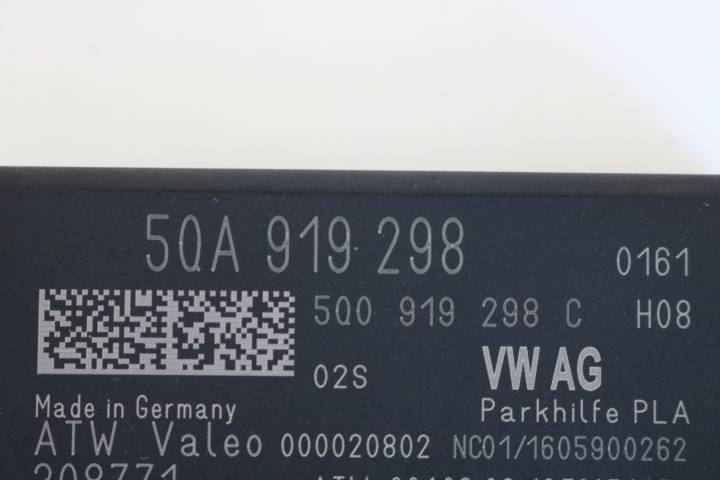 5QA 919 298 0161
5Q0 919 298 C H08
02S VW AG
Made in Germany Parkhilfe PLA
ATW Valeo 000020802 NC01/1605900262
208771